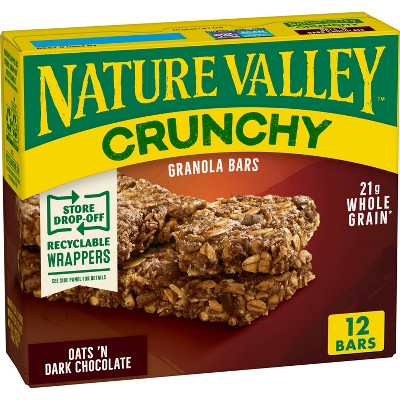 NATURE VALLEY™
CRUNCHY
GRANOLA BARS
21g
WHOLE
GRAIN*
STORE
DROP-OFF
RECYCLABLE
WRAPPERS
SEE SIDE PANEL FOR DETAILS
12
BARS
OATS 'N
DARK CHOCOLATE